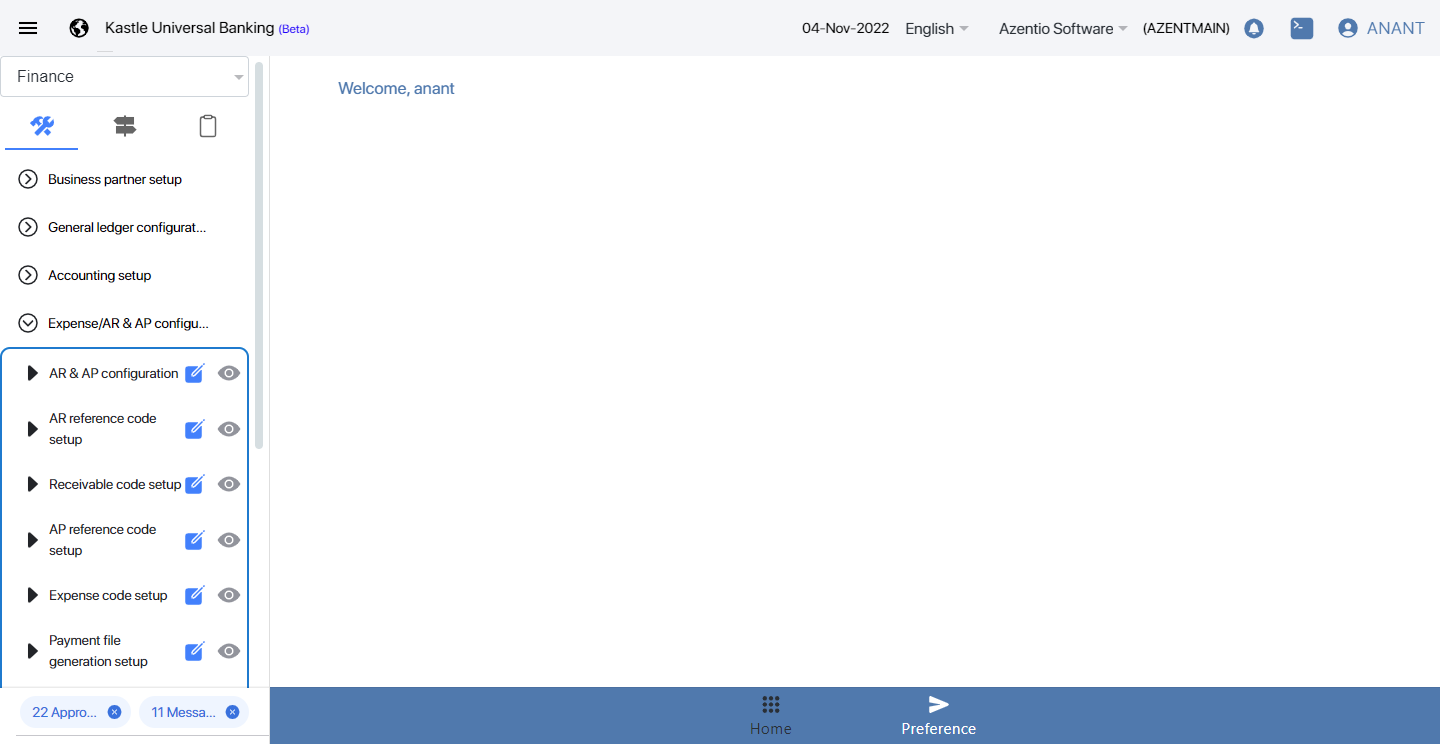 Kastle Universal Banking (Beta)
04-Nov-2022
English
Azentio Software
(AZENTMAIN)
ANANT
Finance
Welcome, anant
Business partner setup
General ledger configurat...
Accounting setup
Expense/AR & AP configu...
AR & AP configuration
AR reference code
setup
Receivable code setup
AP reference code
setup
Expense code setup
Payment file
generation setup
22 Appro...
11 Messa...
Home
Preference